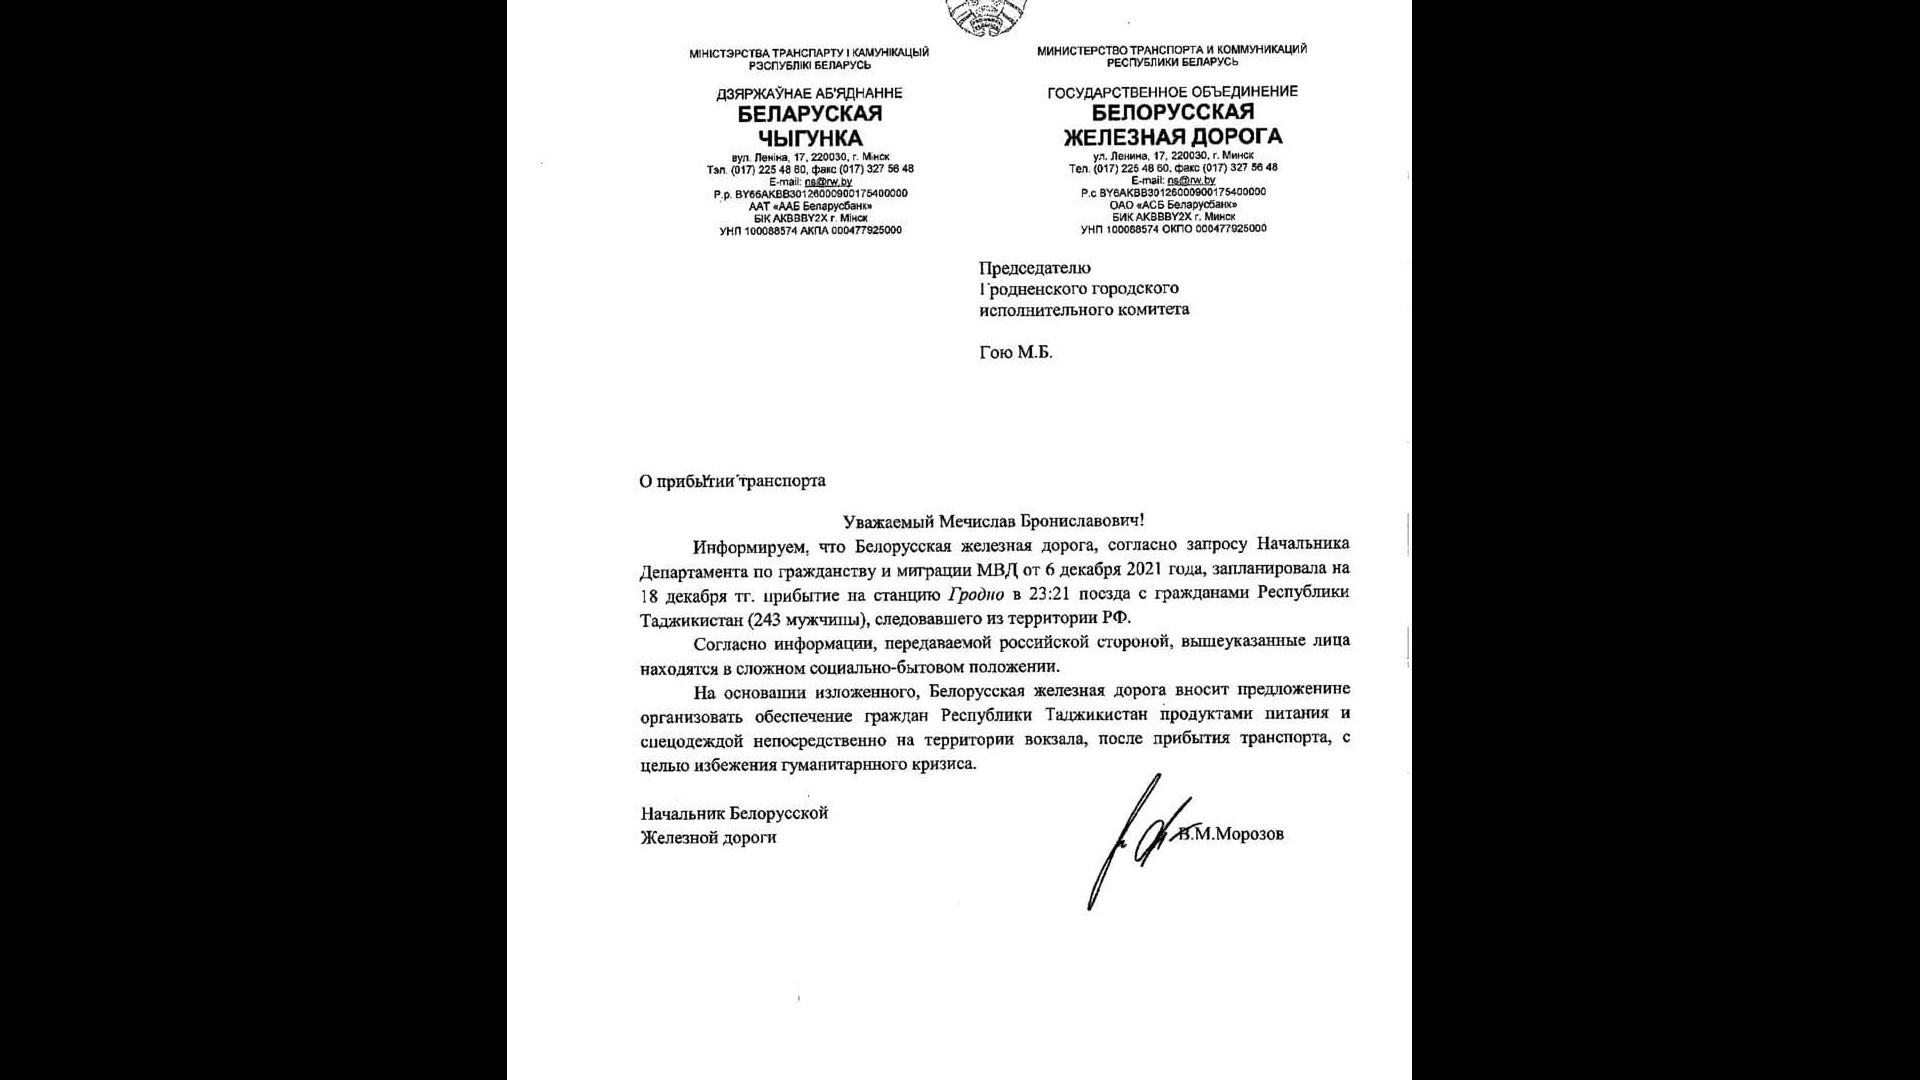 МІНІСТЭРСТВА ТРАНСПАРТУ І КАМУНІКАЦЫЙ
РЭСПУБЛІКІ БЕЛАРУСЬ
ДЗЯРЖАЎНАЕ АБ'ЯДНАННЕ
БЕЛАРУСКАЯ
ЧЫГУНКА
вул. Леніна, 17, 220030, г. Мінск
Тэл. (017) 225 48 60, факс (017) 327 56 48
E-mail: ns@rw.by
Р.р. BY66AKBB30126000900175400000
ААТ «ААБ Беларусбанк»
БІК AKBBBY2X г. Мінск
УНП 100088574 АКПА 000477925000
МИНИСТЕРСТВО ТРАНСПОРТА И КОММУНИКАЦИЙ
РЕСПУБЛИКИ БЕЛАРУСЬ
ГОСУДАРСТВЕННОЕ ОБЪЕДИНЕНИЕ
БЕЛОРУССКАЯ
ЖЕЛЕЗНАЯ ДОРОГА
ул. Ленина, 17, 220030, г. Минск
Тел. (017) 225 48 60, факс (017) 327 56 48
E-mail: ns@rw.by
Р.с BY6AKBB30126000900175400000
ОАО «АСБ Беларусбанк»
БИК AKBBBY2X г. Минск
УНП 100088574 ОКПО 000477925000
Председателю
Гродненского городского
исполнительного комитета
Гою М.Б.
О прибытии транспорта
Уважаемый Мечислав Брониславович!
Информируем, что Белорусская железная дорога, согласно запросу Начальника
Департамента по гражданству и миграции МВД от 6 декабря 2021 года, запланировала на
18 декабря тг. прибытие на станцию Гродно в 23:21 поезда с гражданами Республики
Таджикистан (243 мужчины), следовавшего из территории РФ.
Согласно информации, передаваемой российской стороной, вышеуказанные лица
находятся в сложном социально-бытовом положении.
На основании изложенного, Белорусская железная дорога вносит предложенине
организовать обеспечение граждан Республики Таджикистан продуктами питания и
спецодеждой непосредственно на территории вокзала, после прибытия транспорта, с
целью избежения гуманитарнного кризиса.
Начальник Белорусской
Железной дороги
В.М.Морозов